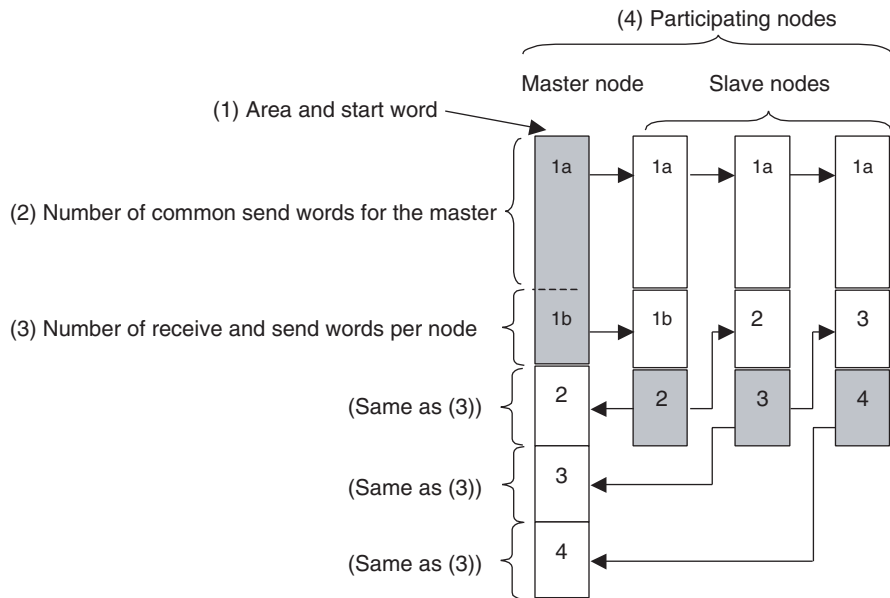 (4) Participating nodes
Master node
Slave nodes
(1) Area and start word
1a
1a
1a
1a
(2) Number of common send words for the master
(3) Number of receive and send words per node
1b
1b
2
3
(Same as (3))
2
2
3
4
(Same as (3))
3
(Same as (3))
4